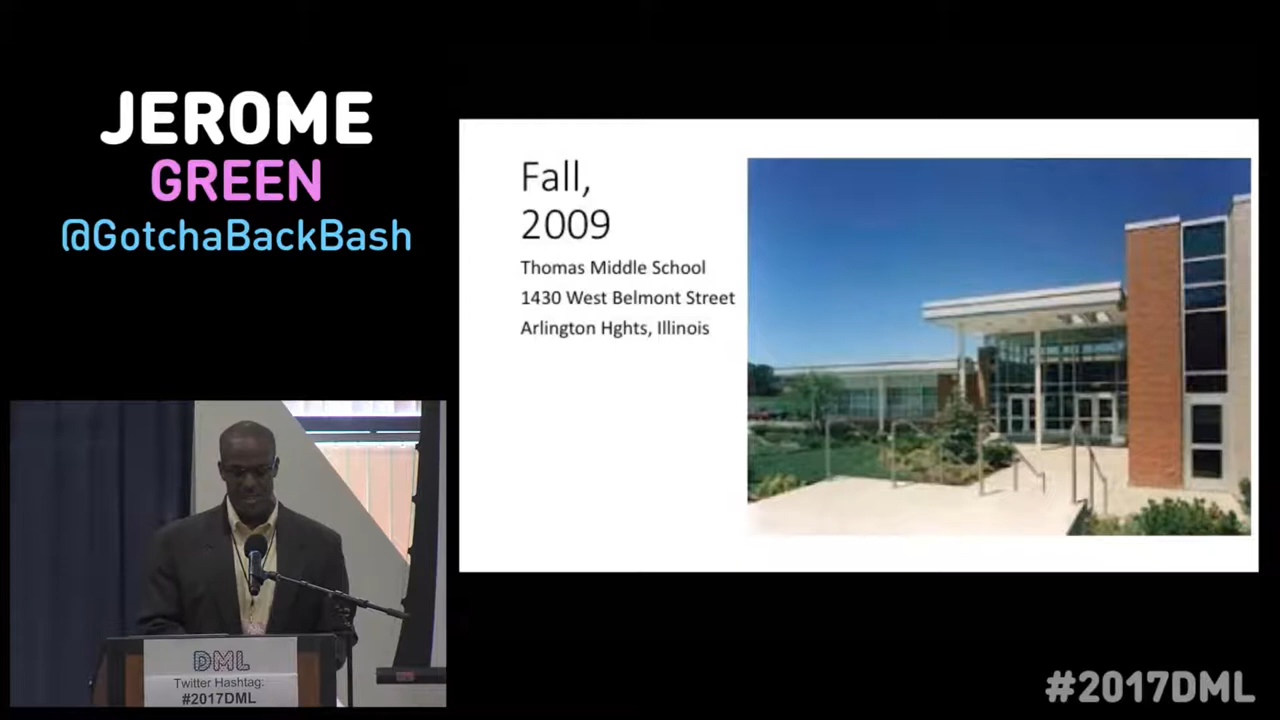 JEROME
GREEN
@GotchaBackBash
Fall,
2009
Thomas Middle School
1430 West Belmont Street
Arlington Hghts, Illinois
DML
Twitter Hashtag:
#2017DML
#2017DML